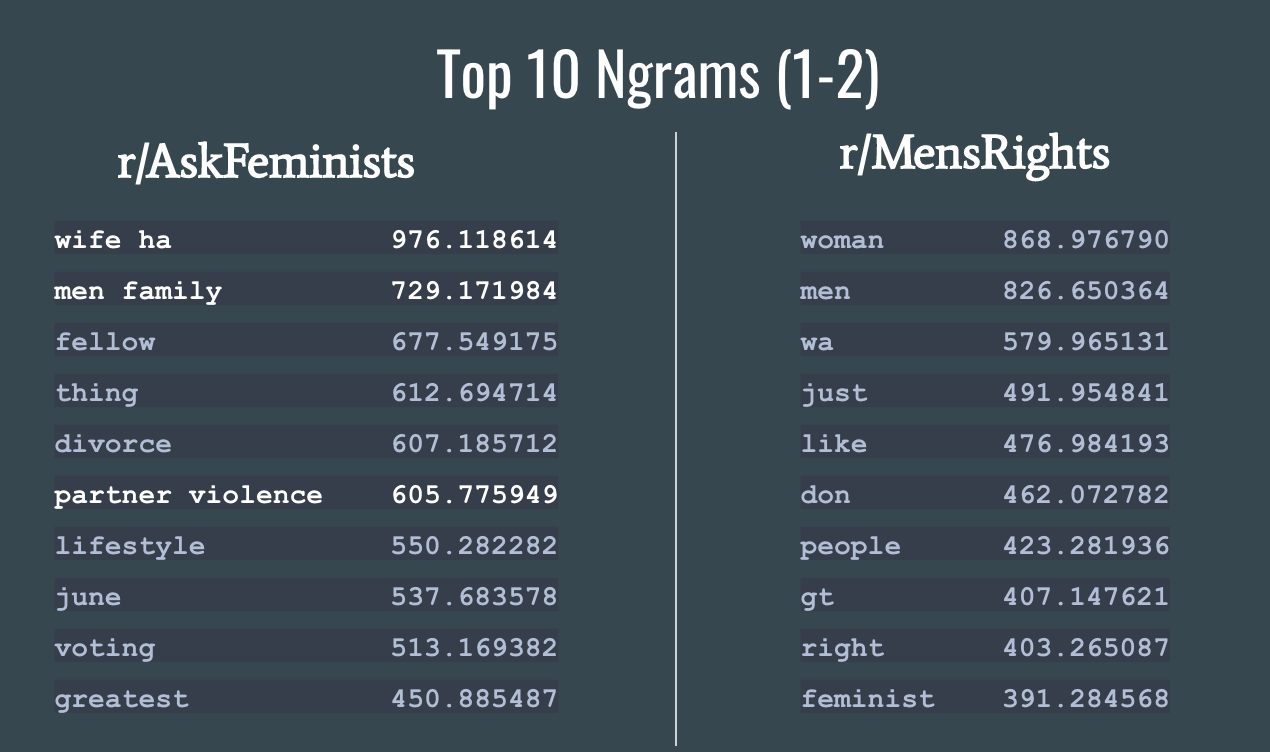 Top 10 Ngrams (1-2)
r/AskFeminists
wife ha 976.118614
men family 729.171984
fellow 677.549175
thing 612.694714
divorce 607.185712
partner violence 605.775949
lifestyle 550.282282
june 537.683578
voting 513.169382
greatest 450.885487
r/MensRights
woman 868.976790
men 826.650364
wa 579.965131
just 491.954841
like 476.984193
don 462.072782
people 423.281936
gt 407.147621
right 403.265087
feminist 391.284568